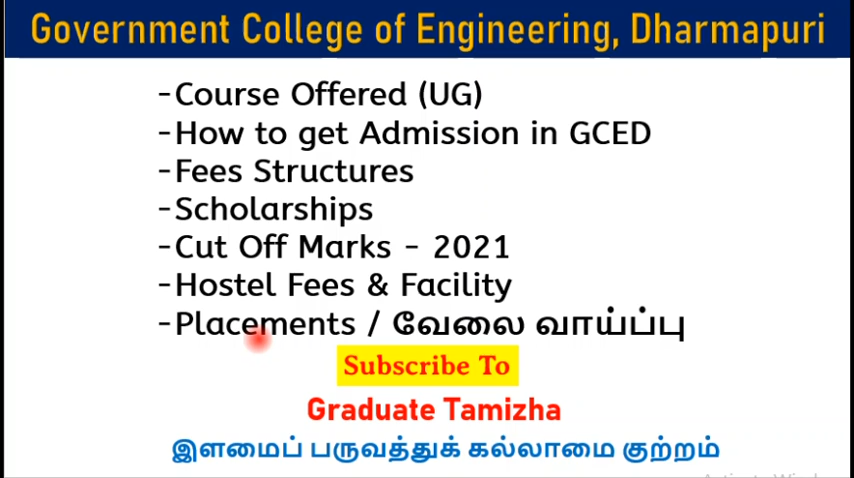 Government College of Engineering, Dharmapuri
-Course Offered (UG)
-How to get Admission in GCED
-Fees Structures
-Scholarships
-Cut Off Marks - 2021
-Hostel Fees & Facility
-Placements / வேலை வாய்ப்பு
Subscribe To
Graduate Tamizha
இளமைப் பருவத்துக் கல்லாமை குற்றம்